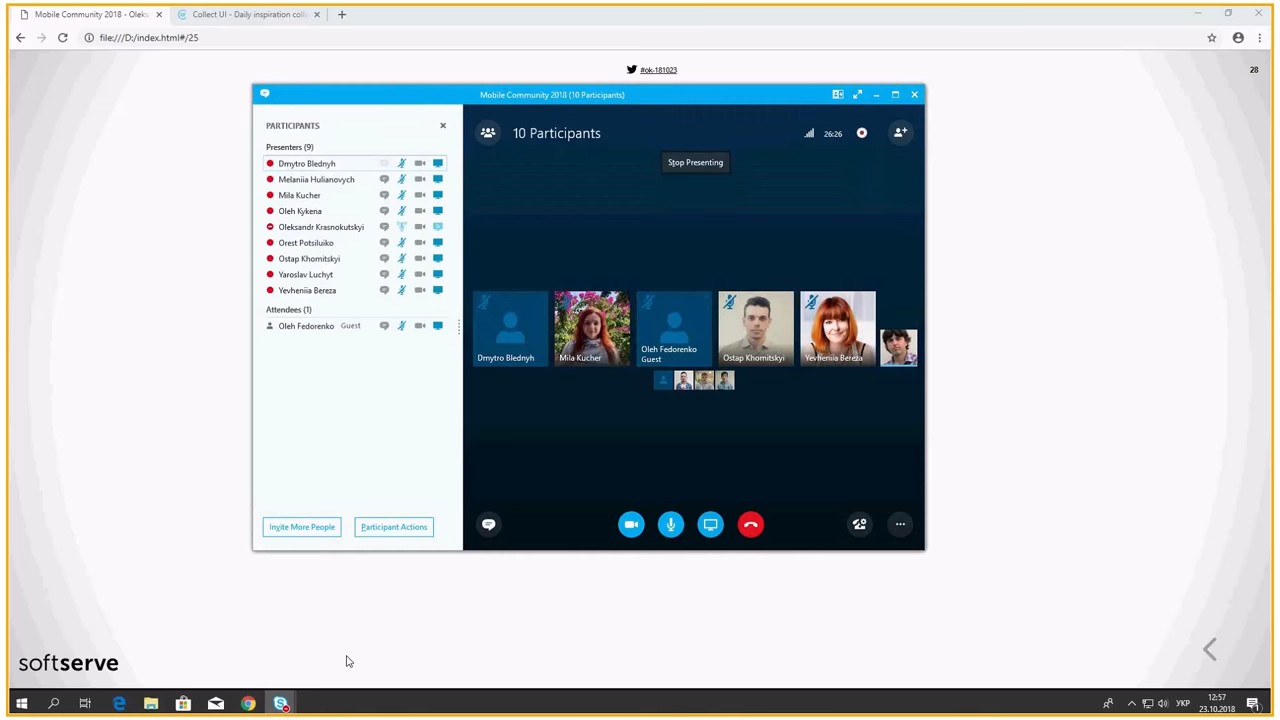 Mobile Community 2018 - Oleks
Collect UI - Daily inspiration coll
file:///D:/index.html#/25
#ok-181023
28
Mobile Community 2018 (10 Participants)
PARTICIPANTS
Presenters (9)
Dmytro Blednyh
Melaniia Hulianovych
Mila Kucher
Oleh Kykena
Oleksandr Krasnokutskyi
Orest Potsiluiko
Ostap Khomitskyi
Yaroslav Luchyt
Yevheniia Bereza
Attendees (1)
Oleh Fedorenko Guest
Invite More People
Participant Actions
10 Participants
26:26
Stop Presenting
Dmytro Blednyh
Mila Kucher
Oleh Fedorenko
Guest
Ostap Khomitskyi
Yevheniia Bereza
softserve
УКР
12:57
23.10.2018
1